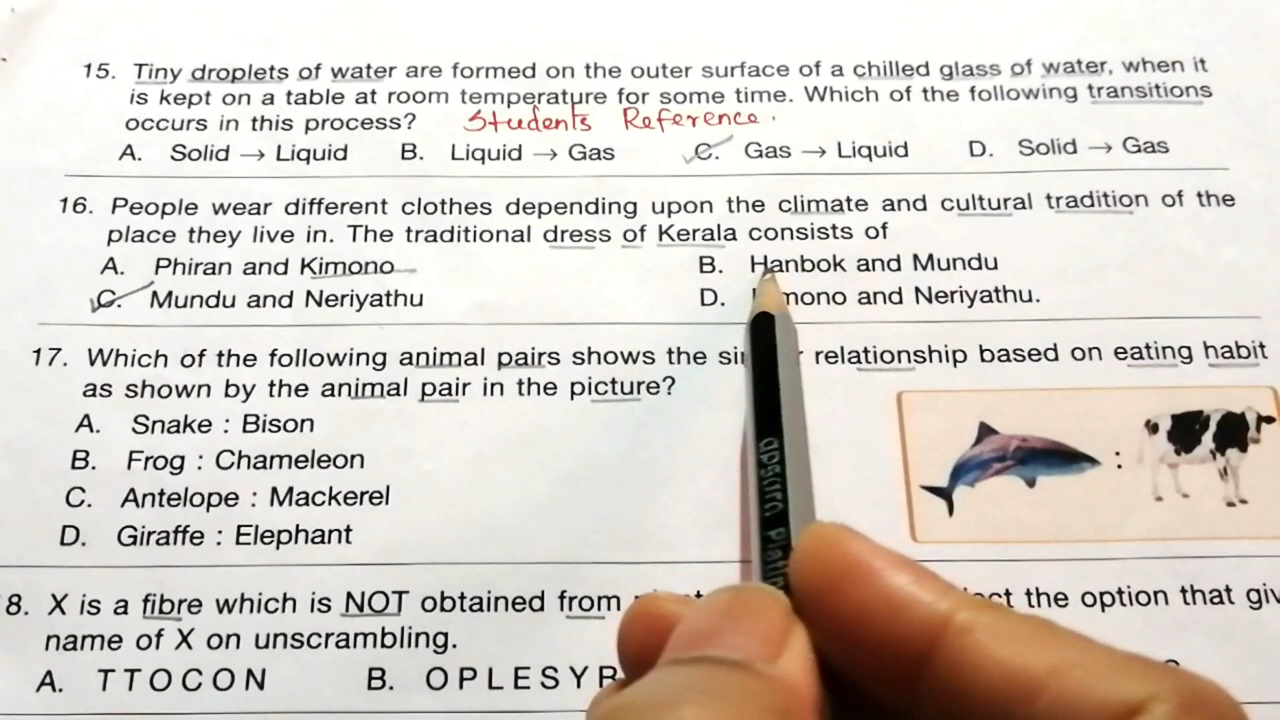 15. Tiny droplets of water are formed on the outer surface of a chilled glass of water, when it
is kept on a table at room temperature for some time. Which of the following transitions
occurs in this process? Students Reference.
A. Solid → Liquid B. Liquid → Gas C. Gas → Liquid D. Solid → Gas
16. People wear different clothes depending upon the climate and cultural tradition of the
place they live in. The traditional dress of Kerala consists of
A. Phiran and Kimono B. Hanbok and Mundu
C. Mundu and Neriyathu D. mono and Neriyathu.
17. Which of the following animal pairs shows the relationship based on eating habit
as shown by the animal pair in the picture?
A. Snake : Bison
:
B. Frog : Chameleon
C. Antelope : Mackerel
D. Giraffe : Elephant
apsara
8. X is a fibre which is NOT obtained from the option that giv
name of X on unscrambling.
A. TTOCON B. OPLESYR